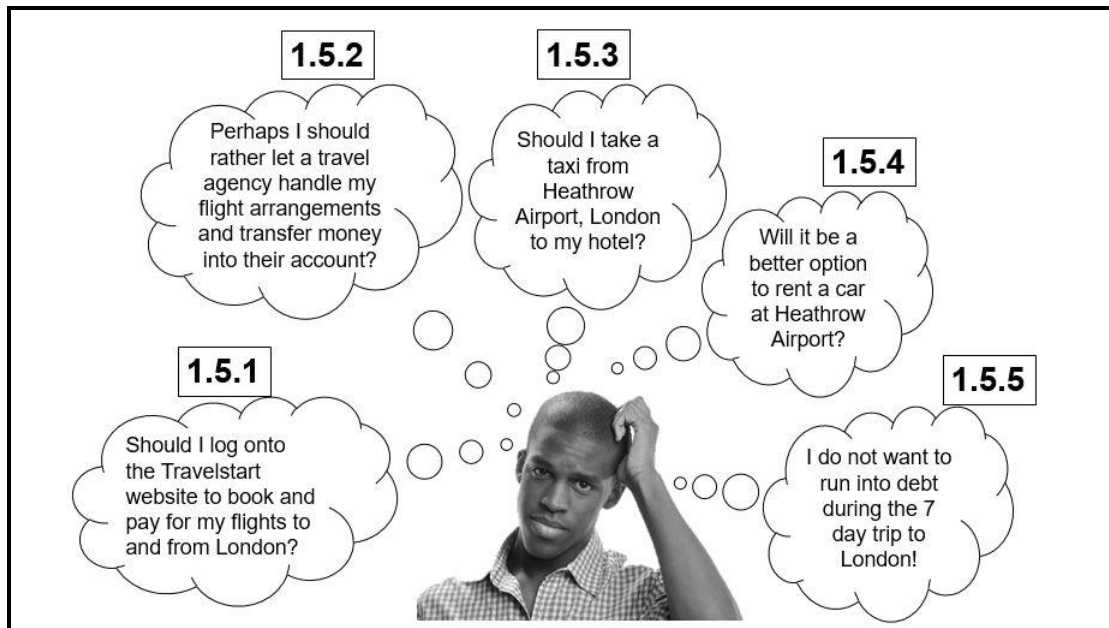 1.5.2
Perhaps I should
rather let a travel
agency handle my
flight arrangements
and transfer money
into their account?
1.5.3
Should I take a
taxi from
Heathrow
Airport, London
to my hotel?
1.5.4
Will it be a
better option
to rent a car
at Heathrow
Airport?
1.5.1
Should I log onto
the Travelstart
website to book and
pay for my flights to
and from London?
1.5.5
I do not want to
run into debt
during the 7
day trip to
London!